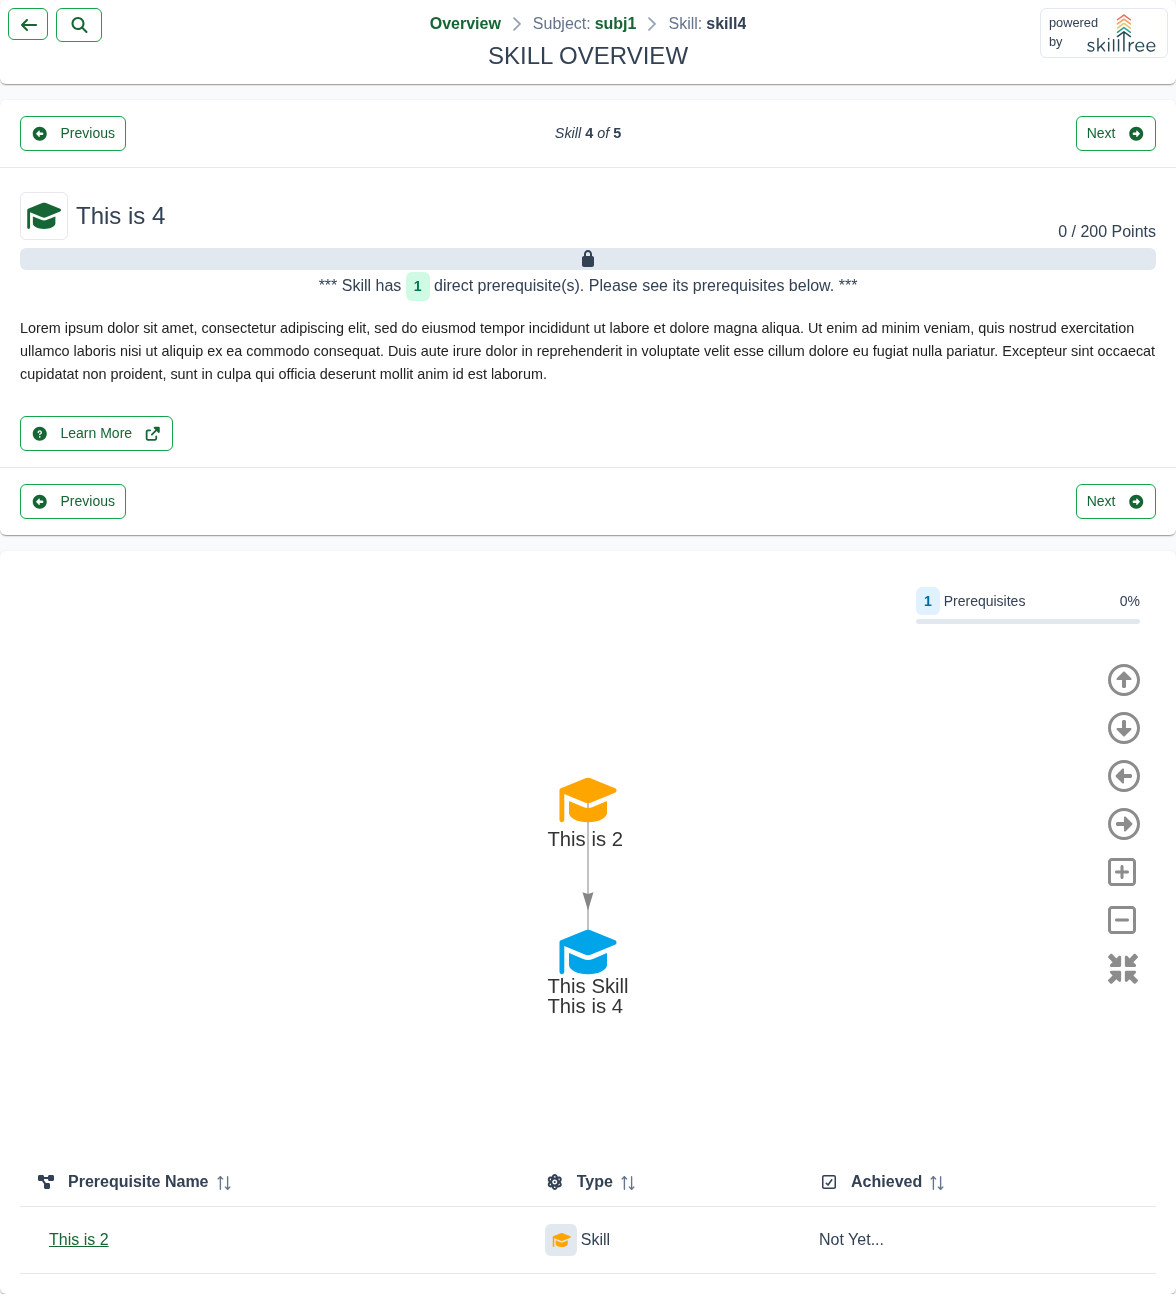 Overview Subject: subj1 Skill: skill4
SKILL OVERVIEW
powered
by skilltree
Previous Skill 4 of 5 Next
This is 4
0 / 200 Points
*** Skill has 1 direct prerequisite(s). Please see its prerequisites below. ***
Lorem ipsum dolor sit amet, consectetur adipiscing elit, sed do eiusmod tempor incididunt ut labore et dolore magna aliqua. Ut enim ad minim veniam, quis nostrud exercitation
ullamco laboris nisi ut aliquip ex ea commodo consequat. Duis aute irure dolor in reprehenderit in voluptate velit esse cillum dolore eu fugiat nulla pariatur. Excepteur sint occaecat
cupidatat non proident, sunt in culpa qui officia deserunt mollit anim id est laborum.
Learn More
Previous Next
1 Prerequisites 0%
This is 2
This Skill
This is 4
Prerequisite Name Type Achieved
This is 2 Skill Not Yet...